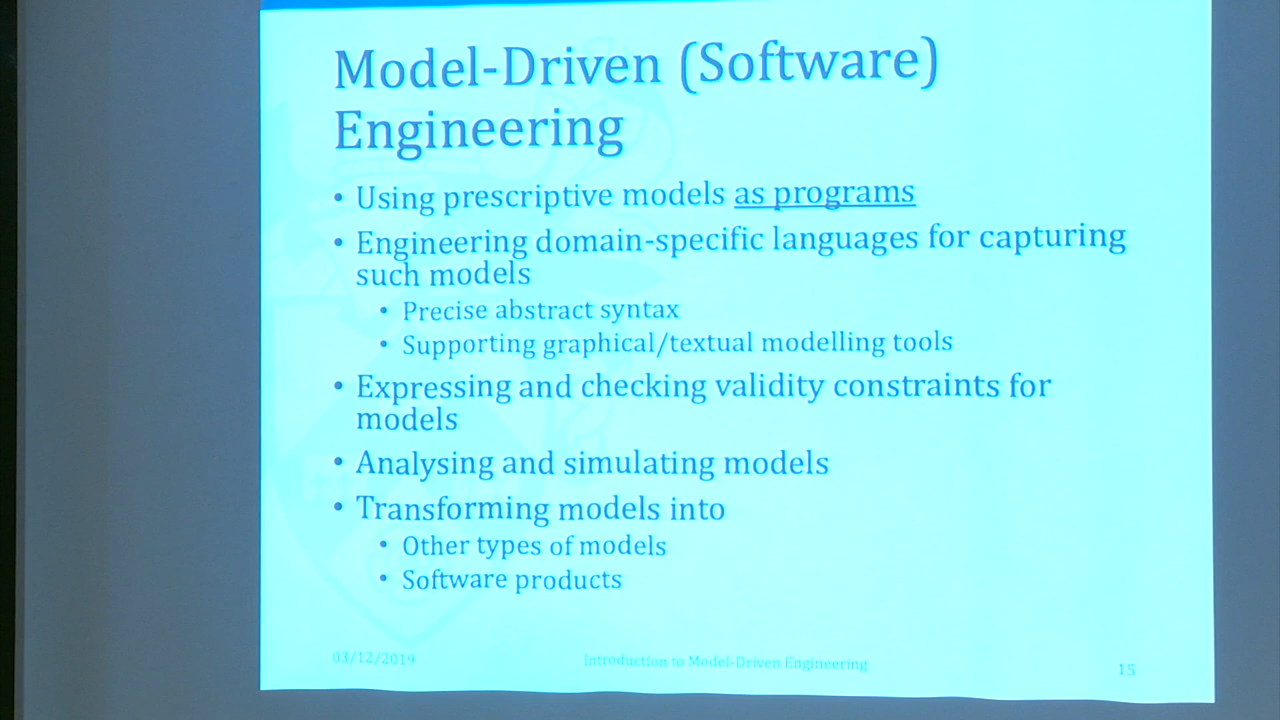 Model-Driven (Software)
Engineering
• Using prescriptive models as programs
• Engineering domain-specific languages for capturing
such models
• Precise abstract syntax
• Supporting graphical/textual modelling tools
• Expressing and checking validity constraints for
models
• Analysing and simulating models
• Transforming models into
• Other types of models
• Software products
03/12/2019
Introduction to Model-Driven Engineering
15